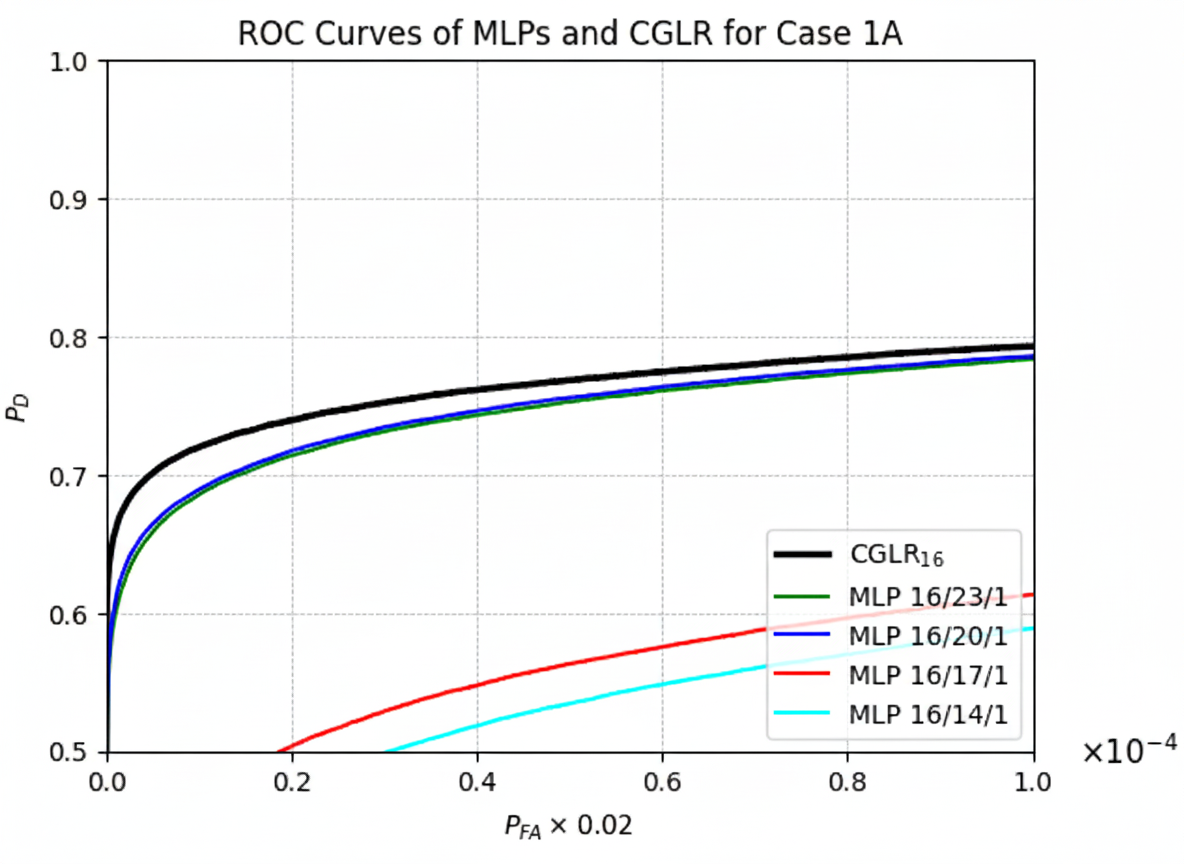 ROC Curves of MLPs and CGLR for Case 1A
1.0
0.9
0.8
0.7
0.6
0.5
P_D
CGLR₁₆
MLP 16/23/1
MLP 16/20/1
MLP 16/17/1
MLP 16/14/1
0.0 0.2 0.4 0.6 0.8 1.0
×10⁻⁴
P_FA × 0.02